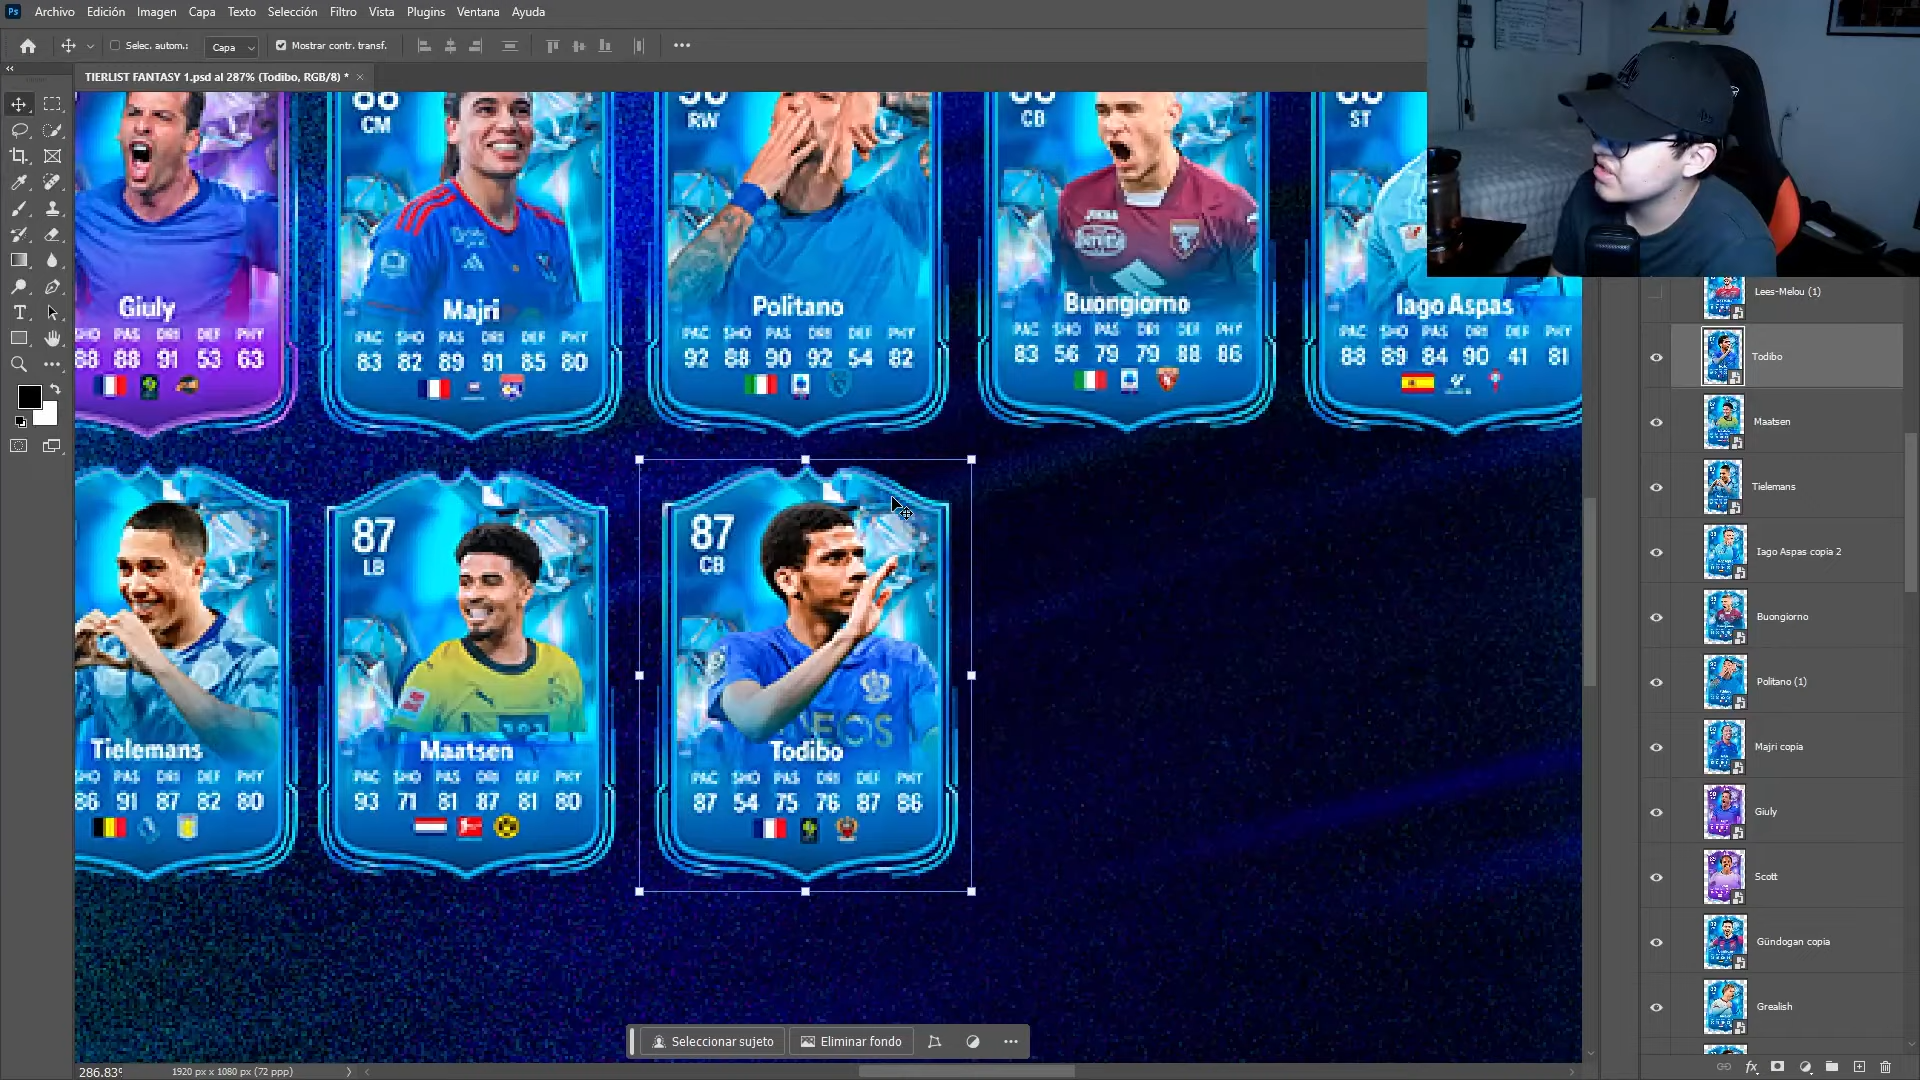 Ps Archivo Edición Imagen Capa Texto Selección Filtro Vista Plugins Ventana Ayuda
Selec. autom.: Capa Mostrar contr. transf.
TIERLIST FANTASY 1.psd al 287% (Todibo, RGB/8) *
CM RW CB ST
Giuly Majri Politano Buongiorno Iago Aspas
SHO PAS DRI DEF PHY
88 88 91 53 63
PAC SHO PAS DRI DEF PHY
83 82 89 91 85 80
PAC SHO PAS DRI DEF PHY
92 88 90 92 54 82
PAC SHO PAS DRI DEF PHY
83 56 79 79 88 86
PAC SHO PAS DRI DEF PHY
88 89 84 90 41 81
87
LB
87
CB
INEOS
Tielemans Maatsen Todibo
SHO PAS DRI DEF PHY
86 91 87 82 80
PAC SHO PAS DRI DEF PHY
93 71 81 87 81 80
PAC SHO PAS DRI DEF PHY
87 54 75 76 87 86
Lees-Melou (1)
Todibo
Maatsen
Tielemans
Iago Aspas copia 2
Buongiorno
Politano (1)
Majri copia
Giuly
Scott
Gündogan copia
Grealish
Seleccionar sujeto Eliminar fondo
286.83% 1920 px x 1080 px (72 ppp)
fx